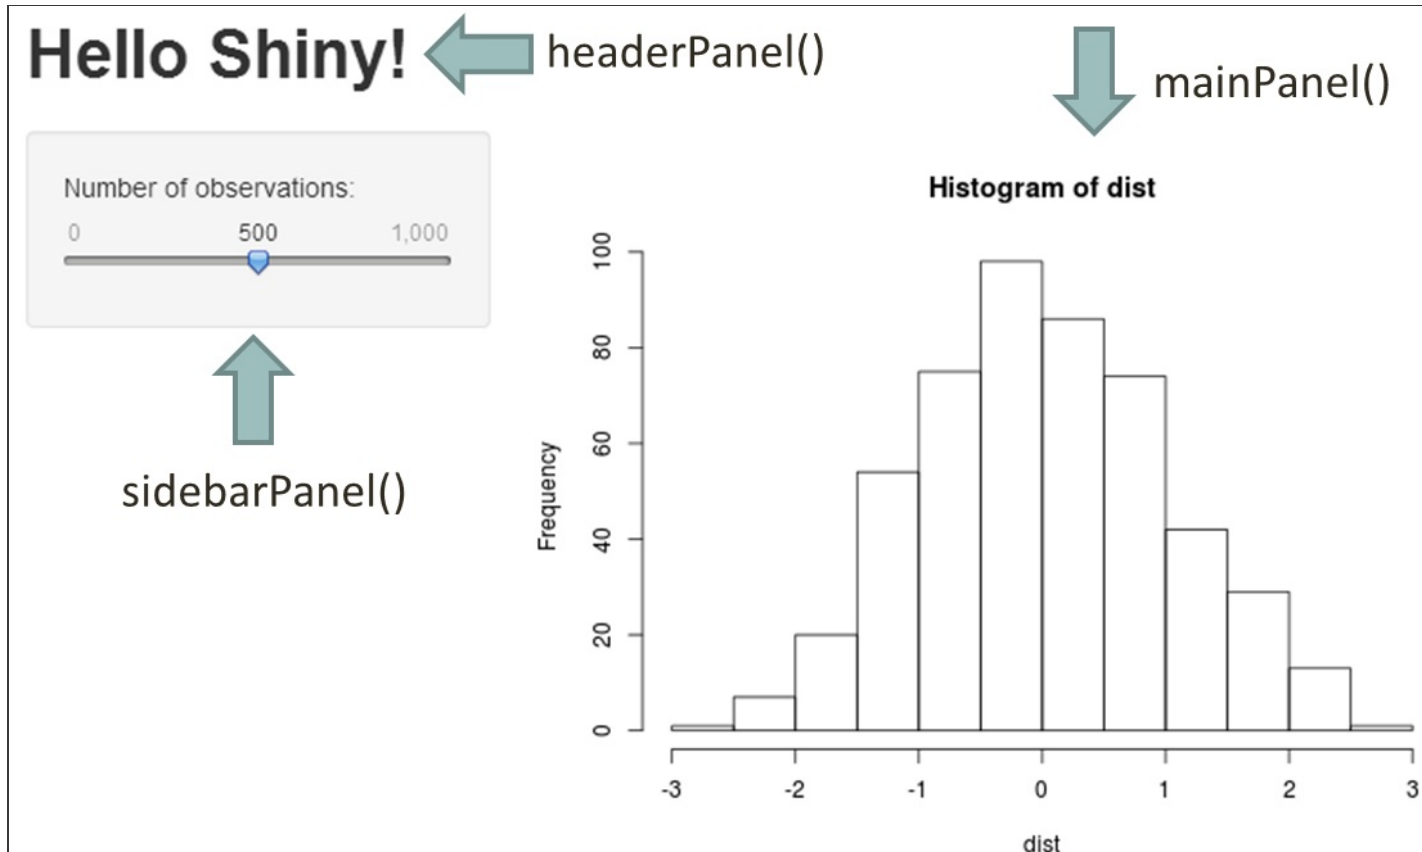 Hello Shiny!
headerPanel()
mainPanel()
Number of observations:
0 500 1,000
sidebarPanel()
Histogram of dist
Frequency
100
80
60
40
20
0
-3 -2 -1 0 1 2 3
dist